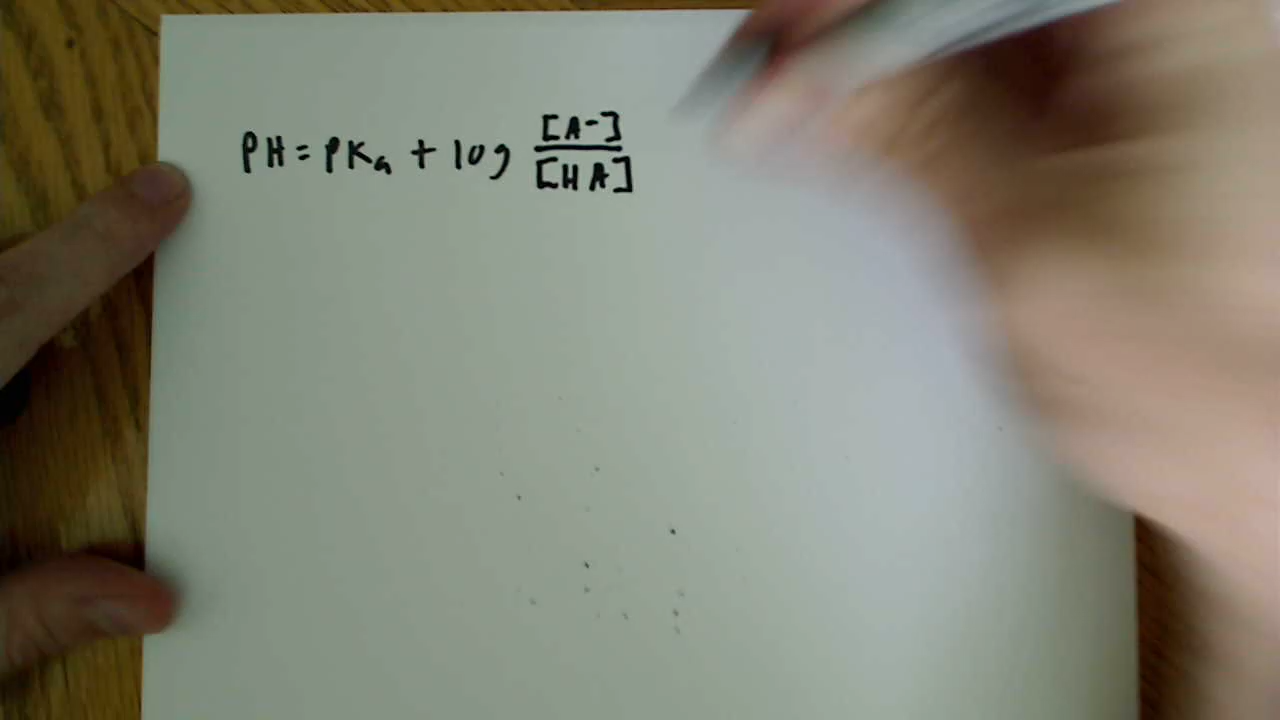 PH = PKa + log [A-]/[HA]